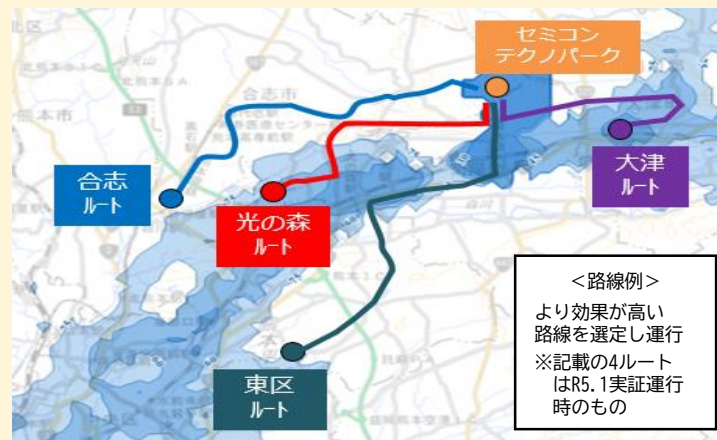 セミコン
テクノパーク
合志市
熊本市
合志
ルート
光の森
ルート
大津
ルート
東区
ルート
<路線例>
より効果が高い
路線を選定し運行
※記載の4ルート
はR5.1実証運行
時のもの